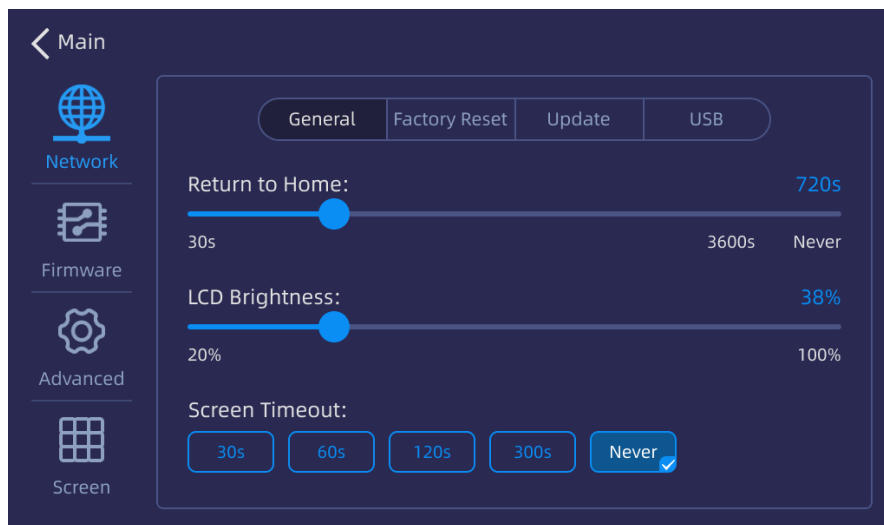 Main
Network
Firmware
Advanced
Screen
General Factory Reset Update USB
Return to Home: 720s
30s 3600s Never
LCD Brightness: 38%
20% 100%
Screen Timeout:
30s 60s 120s 300s Never